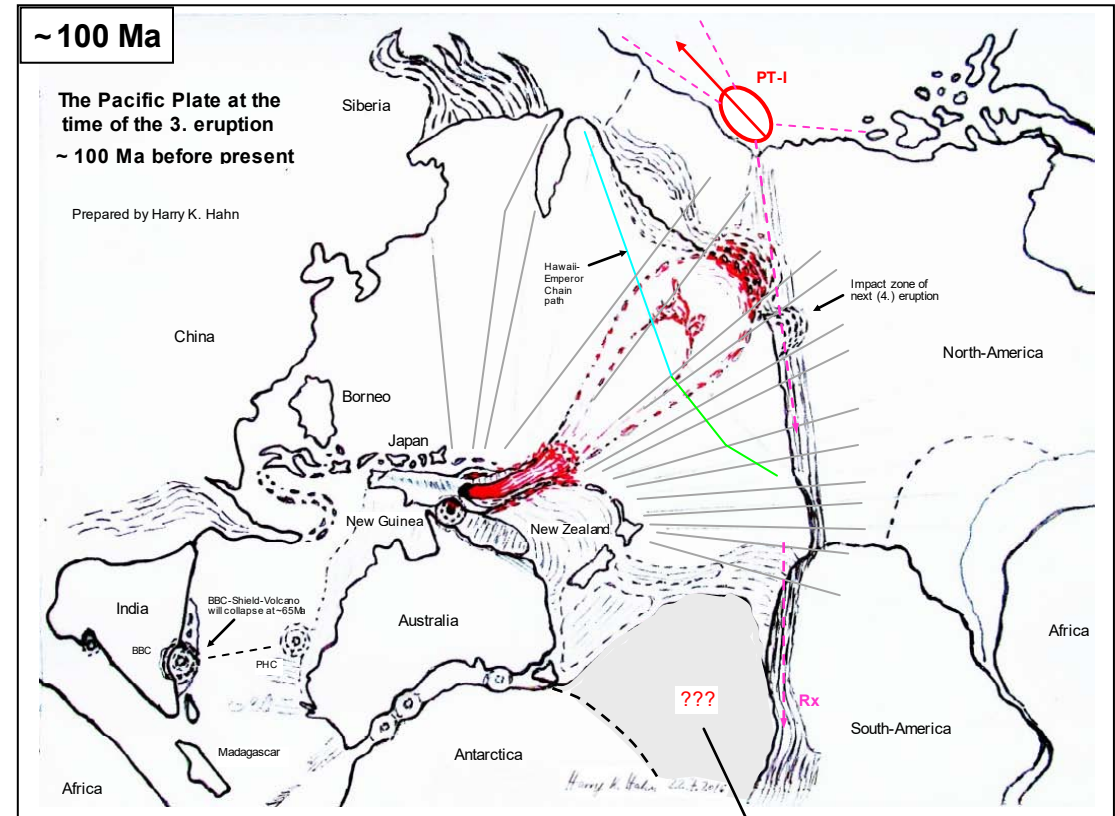 ~ 100 Ma
The Pacific Plate at the
time of the 3. eruption
~ 100 Ma before present
Prepared by Harry K. Hahn
Siberia
PT-I
Hawaii-
Emperor
Chain
path
Impact zone of
next (4.) eruption
China
North-America
Borneo
Japan
New Guinea
New Zealand
India
BBC-Shield-Volcano
will collapse at ~65Ma
BBC
PHC
Australia
Africa
???
Rx
South-America
Madagascar
Antarctica
Africa
Harry K. Hahn